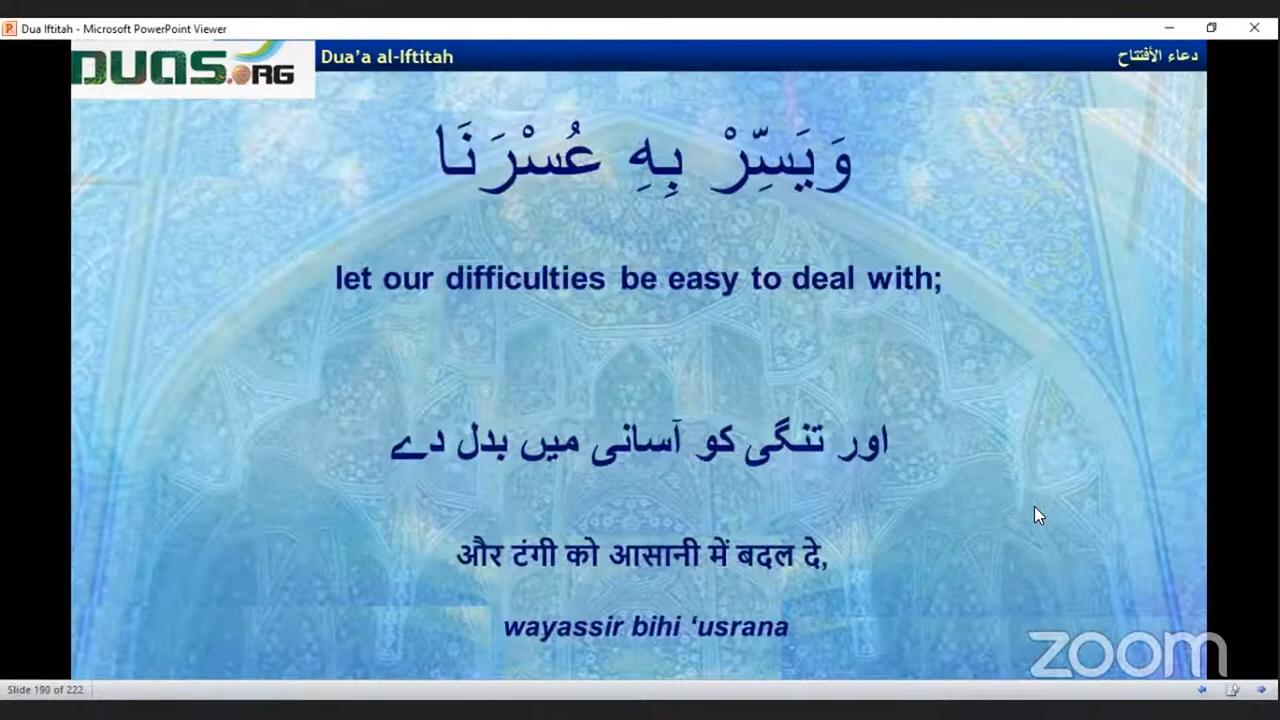 Dua Iftitah - Microsoft PowerPoint Viewer
DUAS.ORG
Dua’a al-Iftitah
دعاء الأفتتاح
وَيَسِّرْ بِهِ عُسْرَنَا
let our difficulties be easy to deal with;
اور تنگی کو آسانی میں بدل دے
और टंगी को आसानी में बदल दे,
wayassir bihi ‘usrana
zoom
Slide 190 of 222